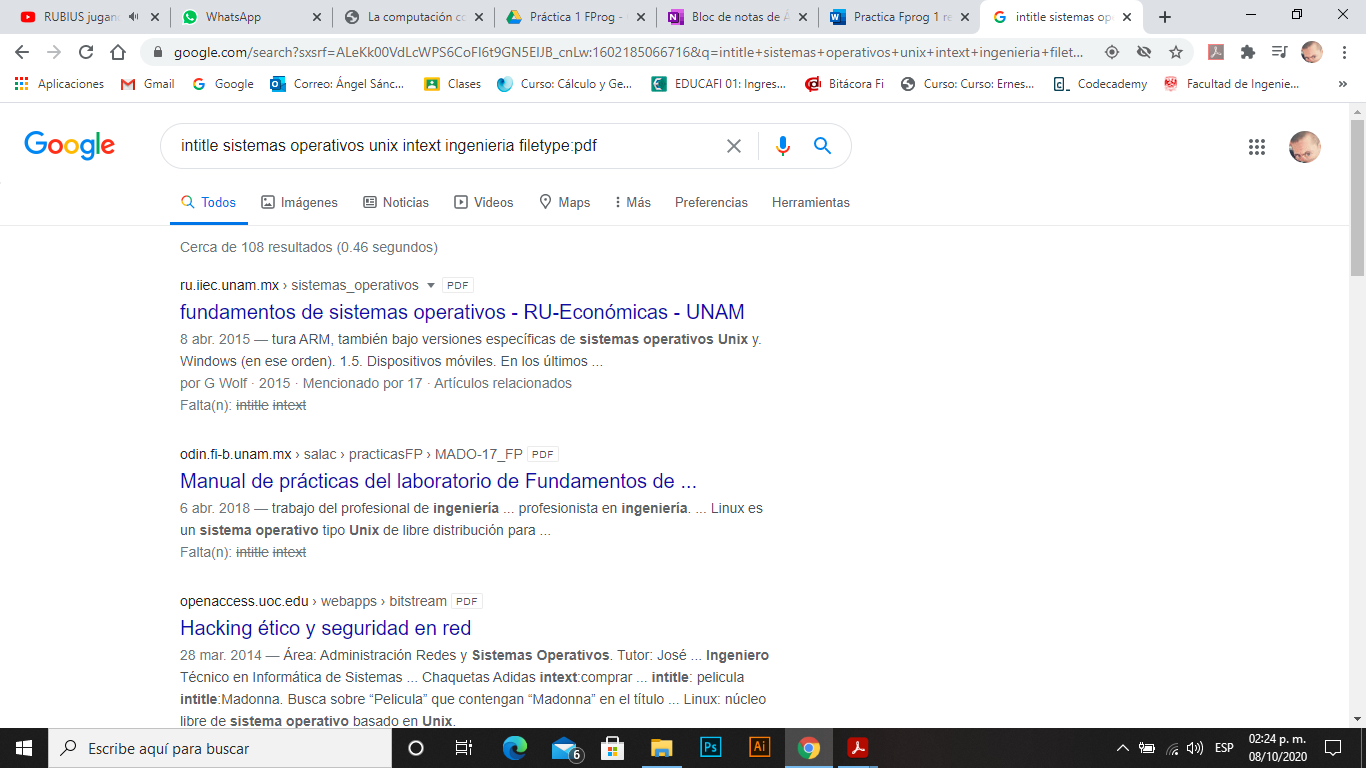 RUBIUS jugan
WhatsApp
La computación co
Práctica 1 FProg -
Bloc de notas de Á
Practica Fprog 1 re
intitle sistemas op
google.com/search?sxsrf=ALeKk00VdLcWPS6CoFI6t9GN5EIJB_cnLw:1602185066716&q=intitle+sistemas+operativos+unix+intext+ingenieria+filet...
Aplicaciones
Gmail
Google
Correo: Ángel Sánc...
Clases
Curso: Cálculo y Ge...
EDUCAFI 01: Ingres...
Bitácora Fi
Curso: Curso: Ernes...
Codecademy
Facultad de Ingenie...
»
Google
intitle sistemas operativos unix intext ingenieria filetype:pdf
Todos
Imágenes
Noticias
Videos
Maps
Más
Preferencias
Herramientas
Cerca de 108 resultados (0.46 segundos)
ru.iiec.unam.mx › sistemas_operativos PDF
fundamentos de sistemas operativos - RU-Económicas - UNAM
8 abr. 2015 — tura ARM, también bajo versiones específicas de sistemas operativos Unix y.
Windows (en ese orden). 1.5. Dispositivos móviles. En los últimos ...
por G Wolf · 2015 · Mencionado por 17 · Artículos relacionados
Falta(n): intitle intext
odin.fi-b.unam.mx › salac › practicasFP › MADO-17_FP PDF
Manual de prácticas del laboratorio de Fundamentos de ...
6 abr. 2018 — trabajo del profesional de ingeniería ... profesionista en ingeniería. ... Linux es
un sistema operativo tipo Unix de libre distribución para ...
Falta(n): intitle intext
openaccess.uoc.edu › webapps › bitstream PDF
Hacking ético y seguridad en red
28 mar. 2014 — Área: Administración Redes y Sistemas Operativos. Tutor: José ... Ingeniero
Técnico en Informática de Sistemas ... Chaquetas Adidas intext:comprar ... intitle: pelicula
intitle:Madonna. Busca sobre “Pelicula” que contengan “Madonna” en el título ... Linux: núcleo
libre de sistema operativo basado en Unix.
Escribe aquí para buscar
6
Ps
Ai
ESP
02:24 p. m.
08/10/2020